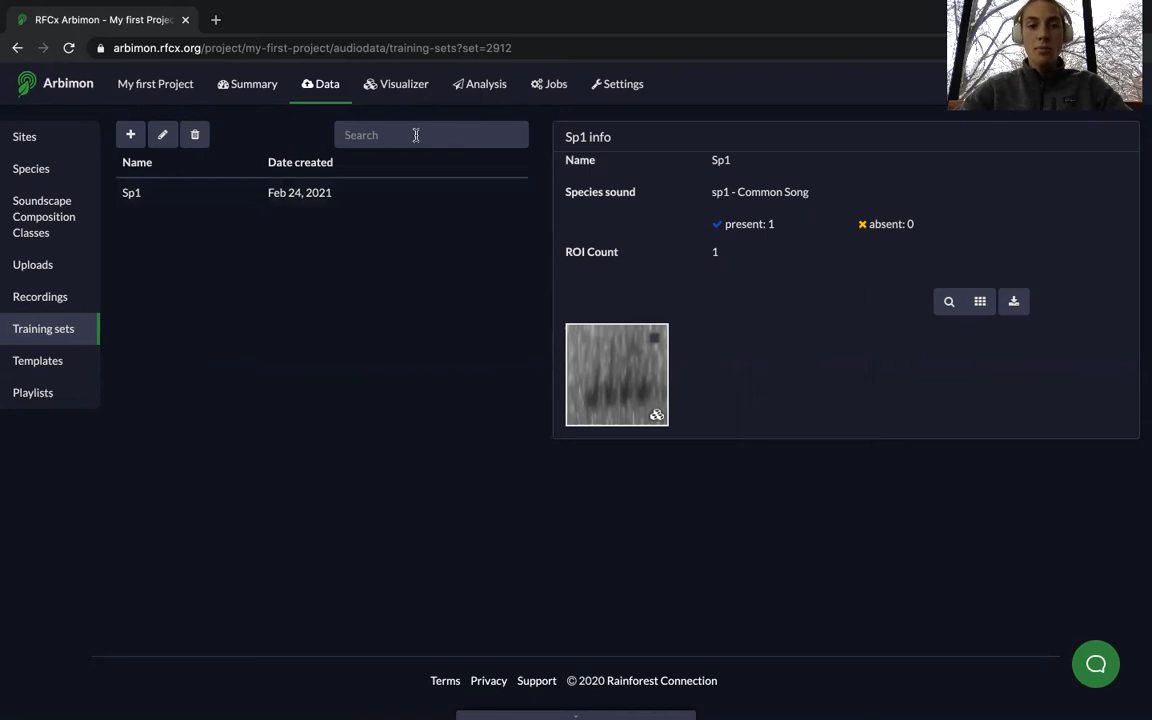 RFCx Arbimon - My first Projec
arbimon.rfcx.org/project/my-first-project/audiodata/training-sets?set=2912
Arbimon My first Project Summary Data Visualizer Analysis Jobs Settings
Sites
Species
Soundscape
Composition
Classes
Uploads
Recordings
Training sets
Templates
Playlists
Search
Name Date created
Sp1 Feb 24, 2021
Sp1 info
Name Sp1
Species sound sp1 - Common Song
present: 1 absent: 0
ROI Count 1
Terms Privacy Support © 2020 Rainforest Connection